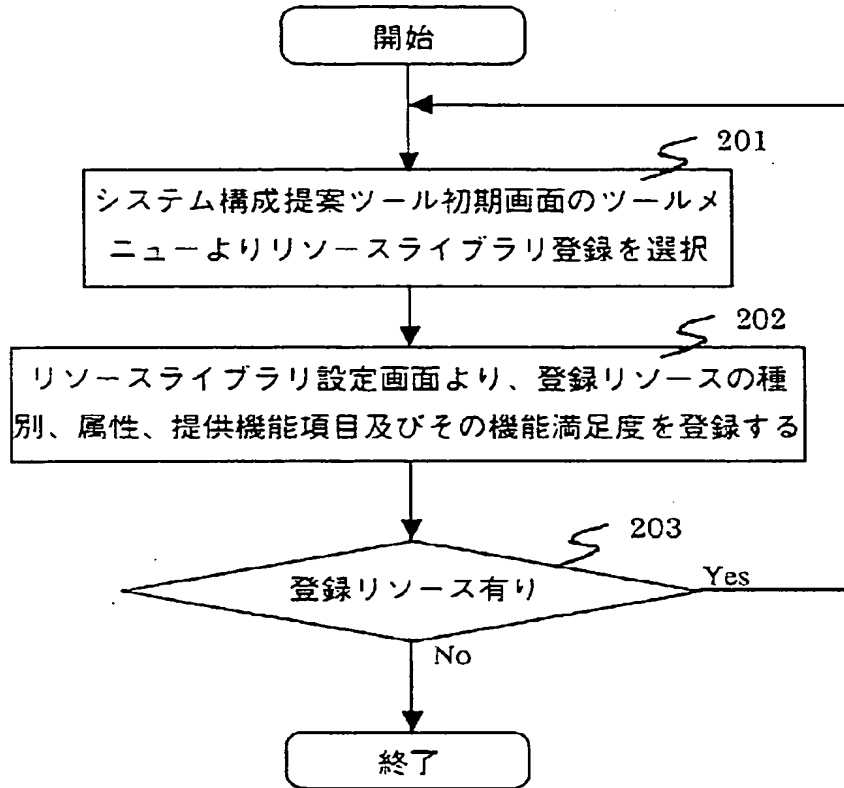 開始
201
システム構成提案ツール初期画面のツールメ
ニューよりリソースライブラリ登録を選択
202
リソースライブラリ設定画面より、登録リソースの種
別、属性、提供機能項目及びその機能満足度を登録する
203
登録リソース有り
Yes
No
終了